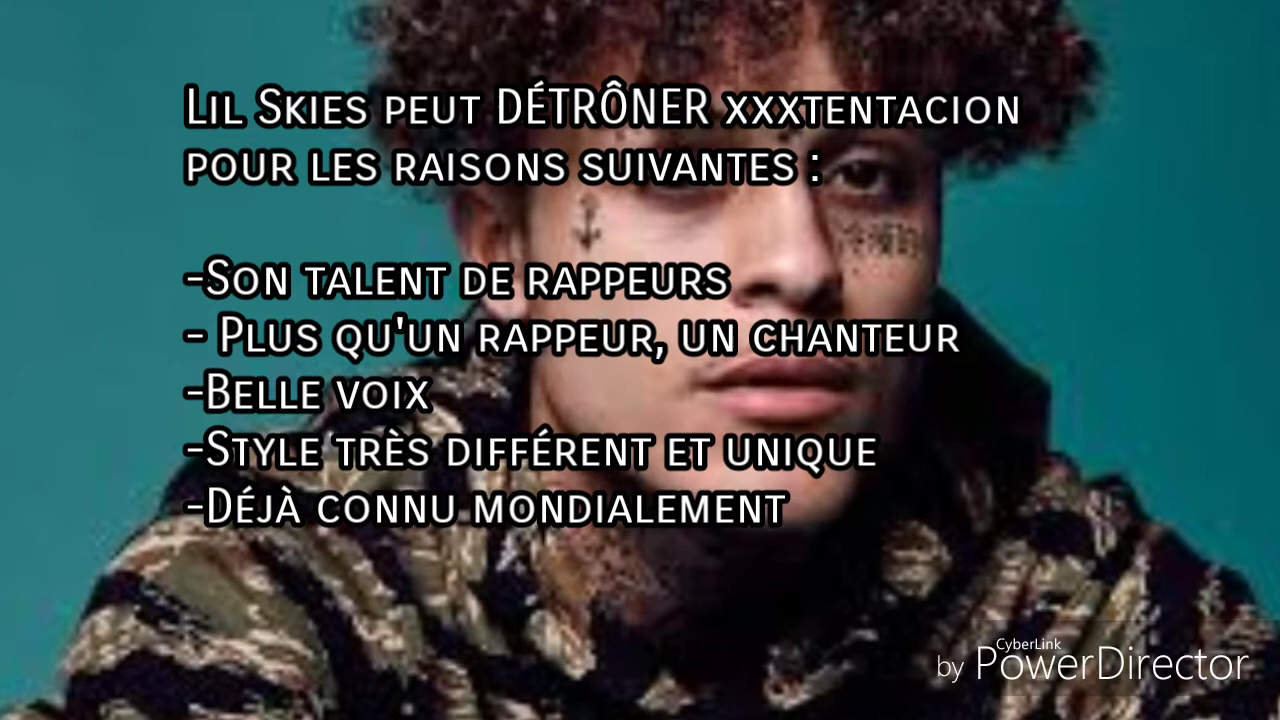 Lil Skies peut DÉTRÔNER xxxtentacion
pour les raisons suivantes :
-Son talent de rappeurs
- Plus qu'un rappeur, un chanteur
-Belle voix
-Style très différent et unique
-Déjà connu mondialement
CyberLink
by PowerDirector